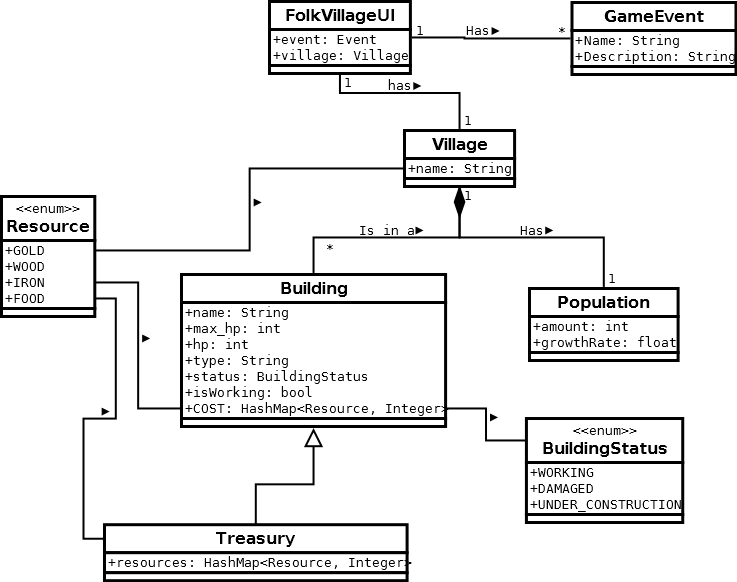 FolkVillageUI
+event: Event
+village: Village
1
Has
*
GameEvent
+Name: String
+Description: String
1
has
1
Village
+name: String
1
<<enum>>
Resource
+GOLD
+WOOD
+IRON
+FOOD
Is in a
*
Has
1
Building
+name: String
+max_hp: int
+hp: int
+type: String
+status: BuildingStatus
+isWorking: bool
+COST: HashMap<Resource, Integer>
Population
+amount: int
+growthRate: float
<<enum>>
BuildingStatus
+WORKING
+DAMAGED
+UNDER_CONSTRUCTION
Treasury
+resources: HashMap<Resource, Integer>